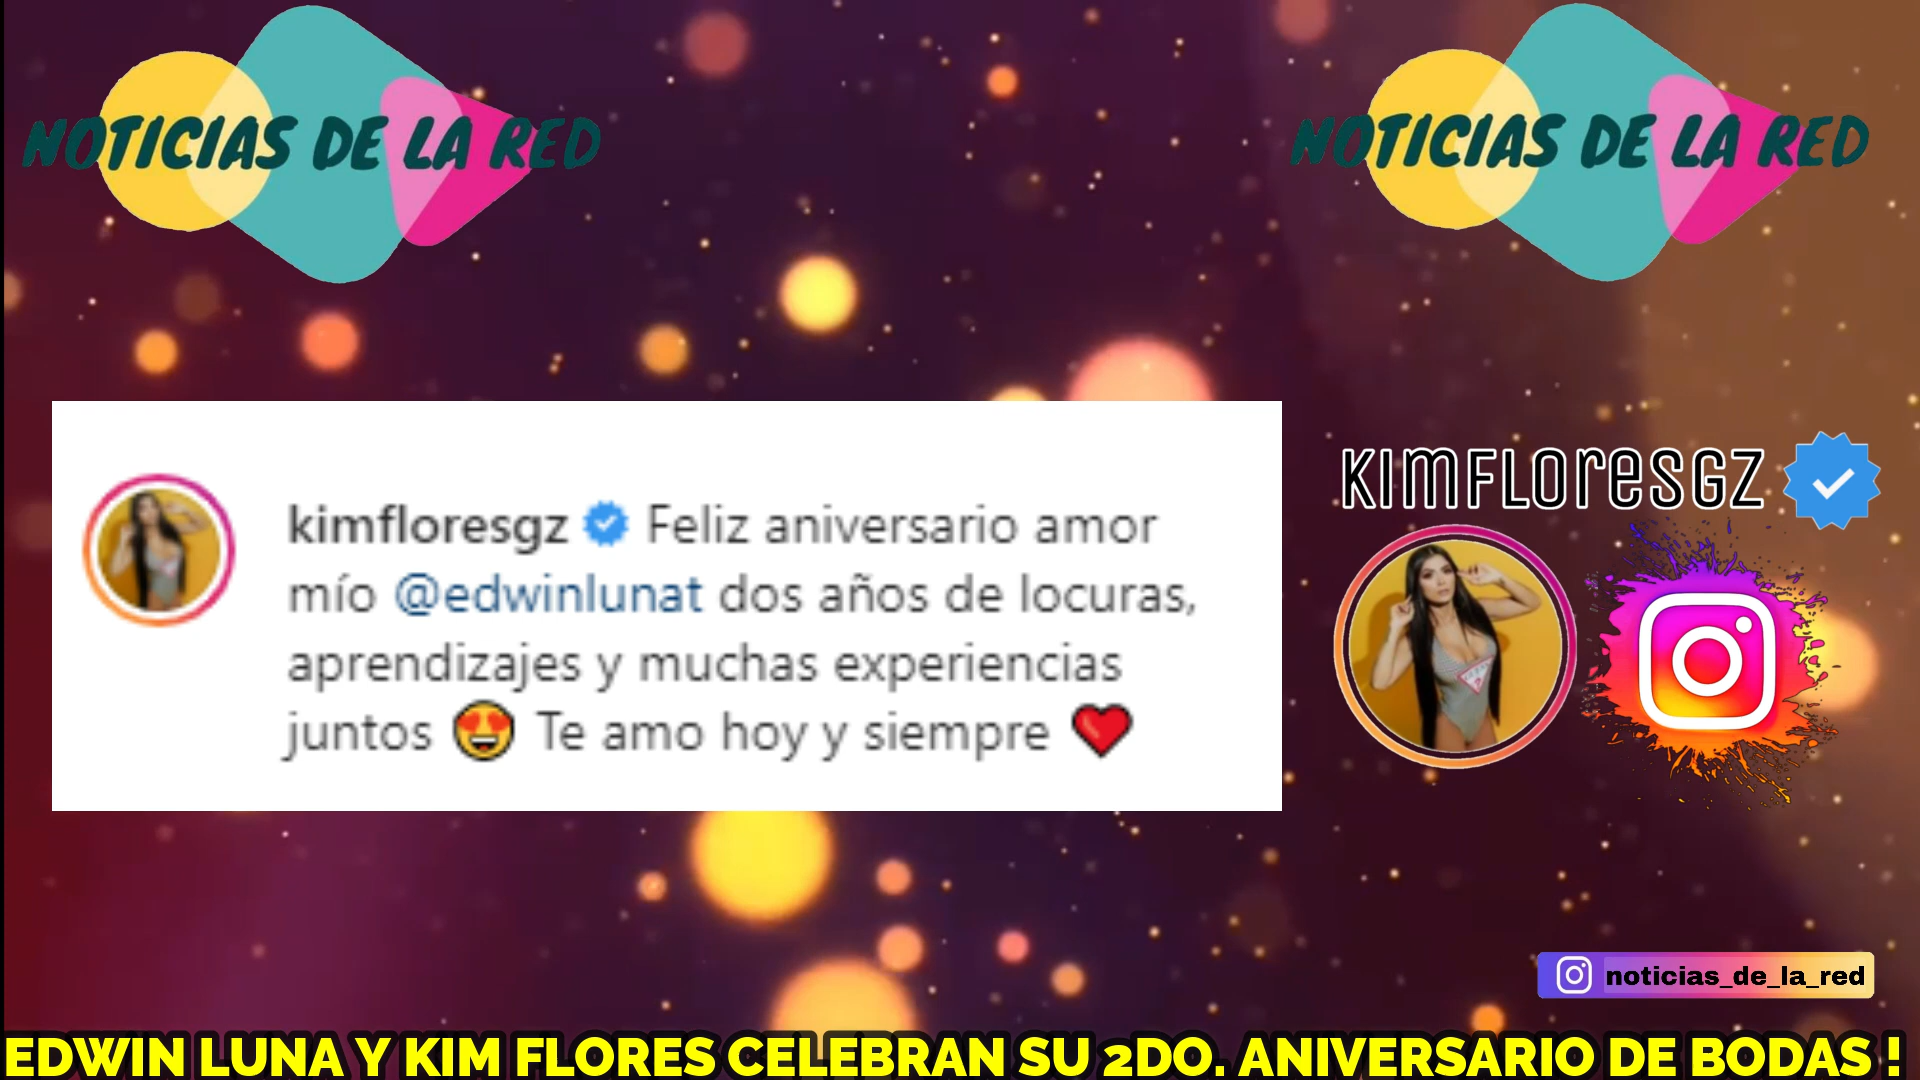 NOTICIAS DE LA RED
NOTICIAS DE LA RED
kimfloresgz Feliz aniversario amor
mío @edwinlunat dos años de locuras,
aprendizajes y muchas experiencias
juntos 😍 Te amo hoy y siempre ❤️
KIMFLORESGZ
noticias_de_la_red
EDWIN LUNA Y KIM FLORES CELEBRAN SU 2DO. ANIVERSARIO DE BODAS !